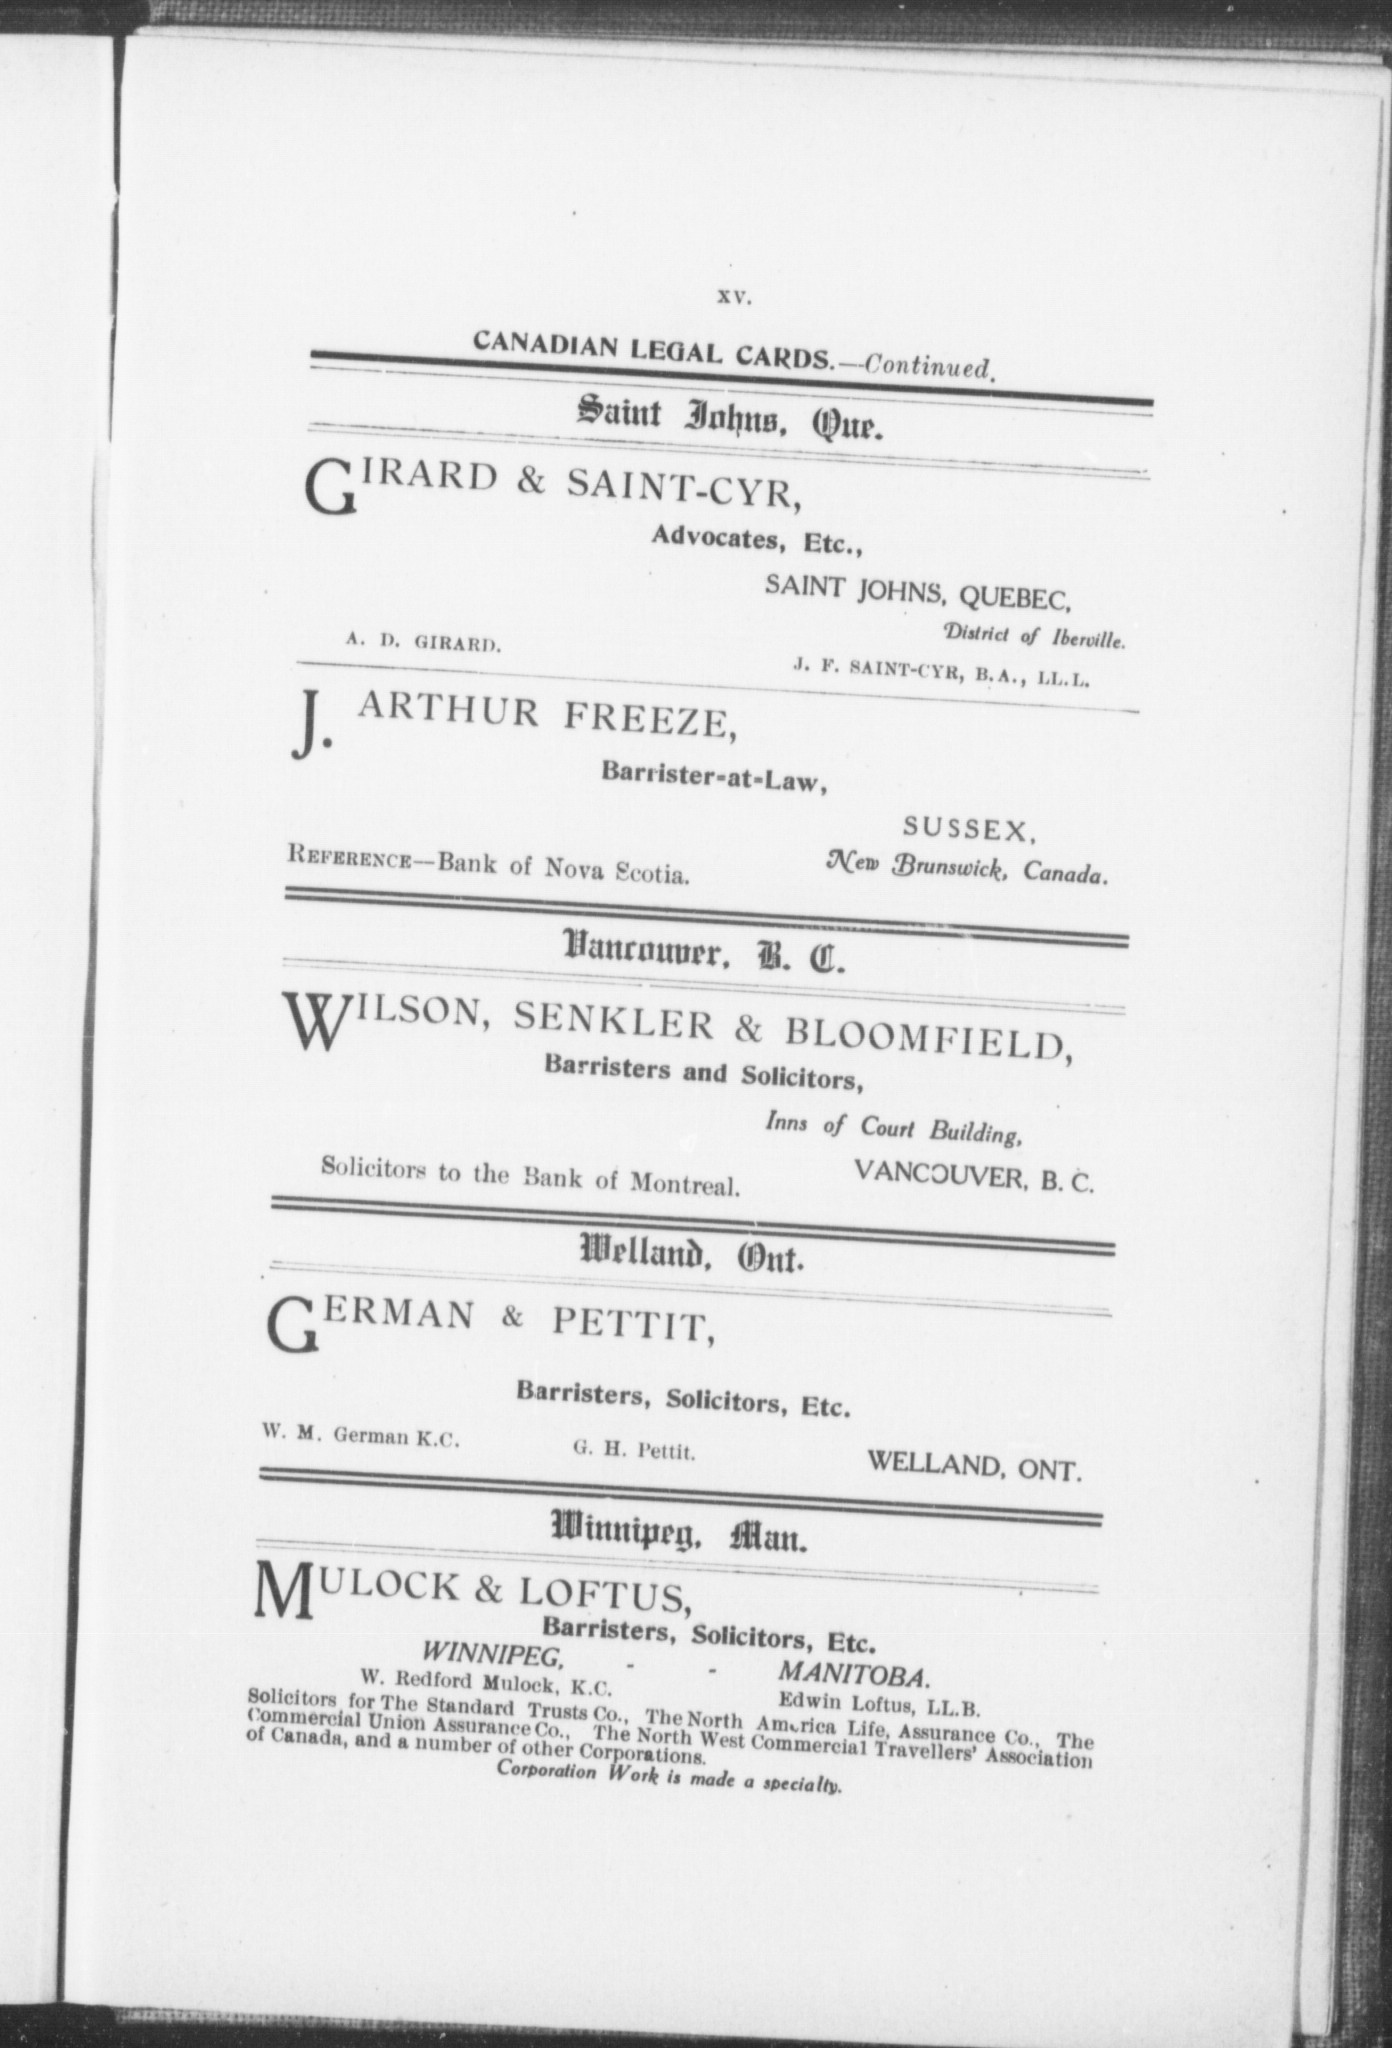 xv.
CANADIAN LEGAL CARDS.—Continued.
Saint Johns, Que.
GIRARD & SAINT-CYR,
Advocates, Etc.,
SAINT JOHNS, QUEBEC,
District of Iberville.
A. D. GIRARD.
J. F. SAINT-CYR, B.A., LL.L.
J. ARTHUR FREEZE,
Barrister-at-Law,
SUSSEX,
REFERENCE—Bank of Nova Scotia.
New Brunswick, Canada.
Vancouver, B. C.
WILSON, SENKLER & BLOOMFIELD,
Barristers and Solicitors,
Inns of Court Building,
Solicitors to the Bank of Montreal.
VANCOUVER, B. C.
Welland, Ont.
GERMAN & PETTIT,
Barristers, Solicitors, Etc.
W. M. German K.C. G. H. Pettit. WELLAND, ONT.
Winnipeg, Man.
MULOCK & LOFTUS,
Barristers, Solicitors, Etc.
WINNIPEG, - - MANITOBA.
W. Redford Mulock, K.C. Edwin Loftus, LL.B.
Solicitors for The Standard Trusts Co., The North America Life, Assurance Co., The
Commercial Union Assurance Co., The North West Commercial Travellers' Association
of Canada, and a number of other Corporations.
Corporation Work is made a specialty.